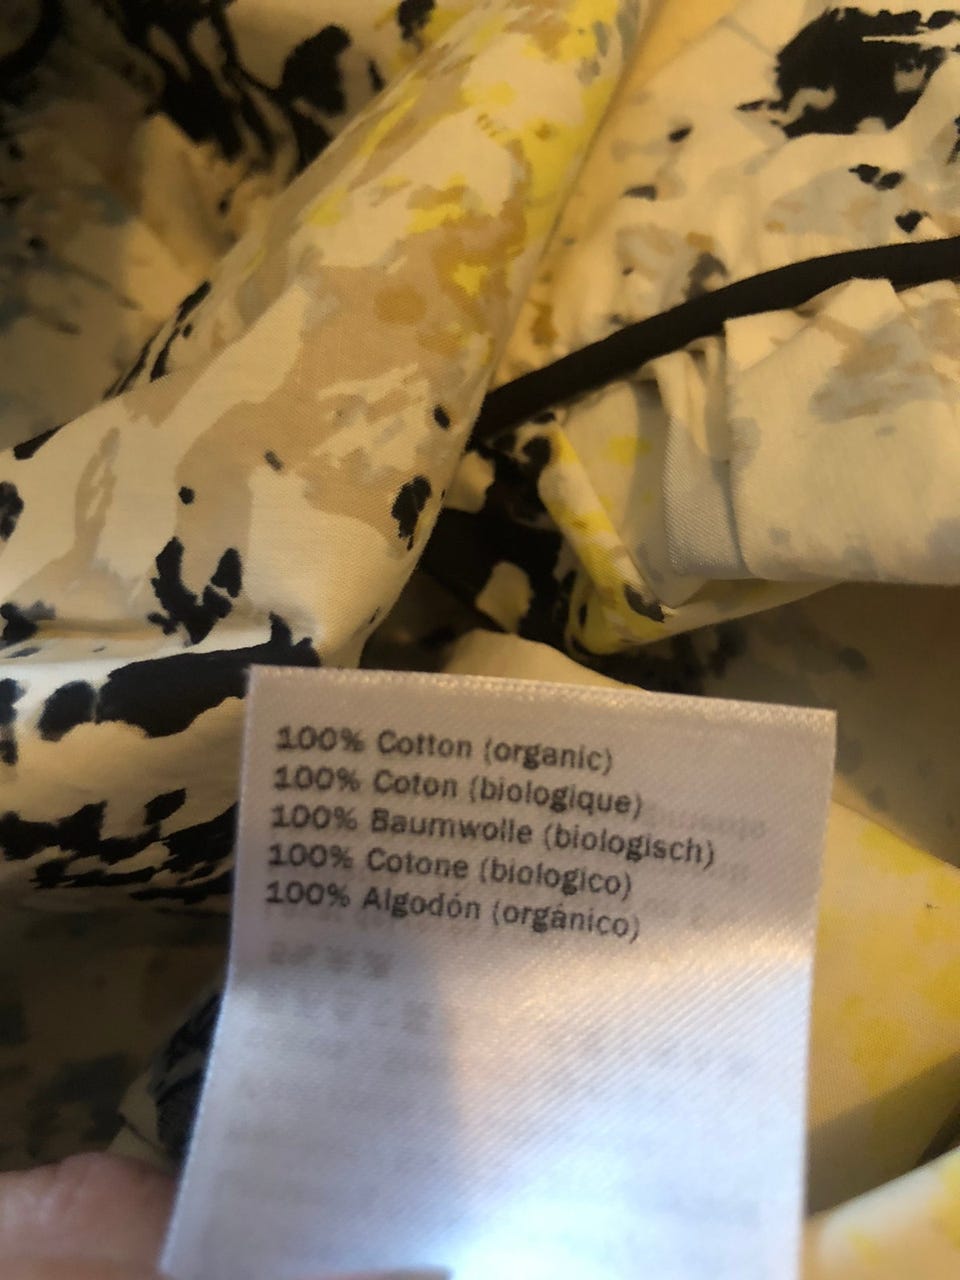 100% Cotton (organic)
100% Coton (biologique)
100% Baumwolle (biologisch)
100% Cotone (biologico)
100% Algodón (orgánico)